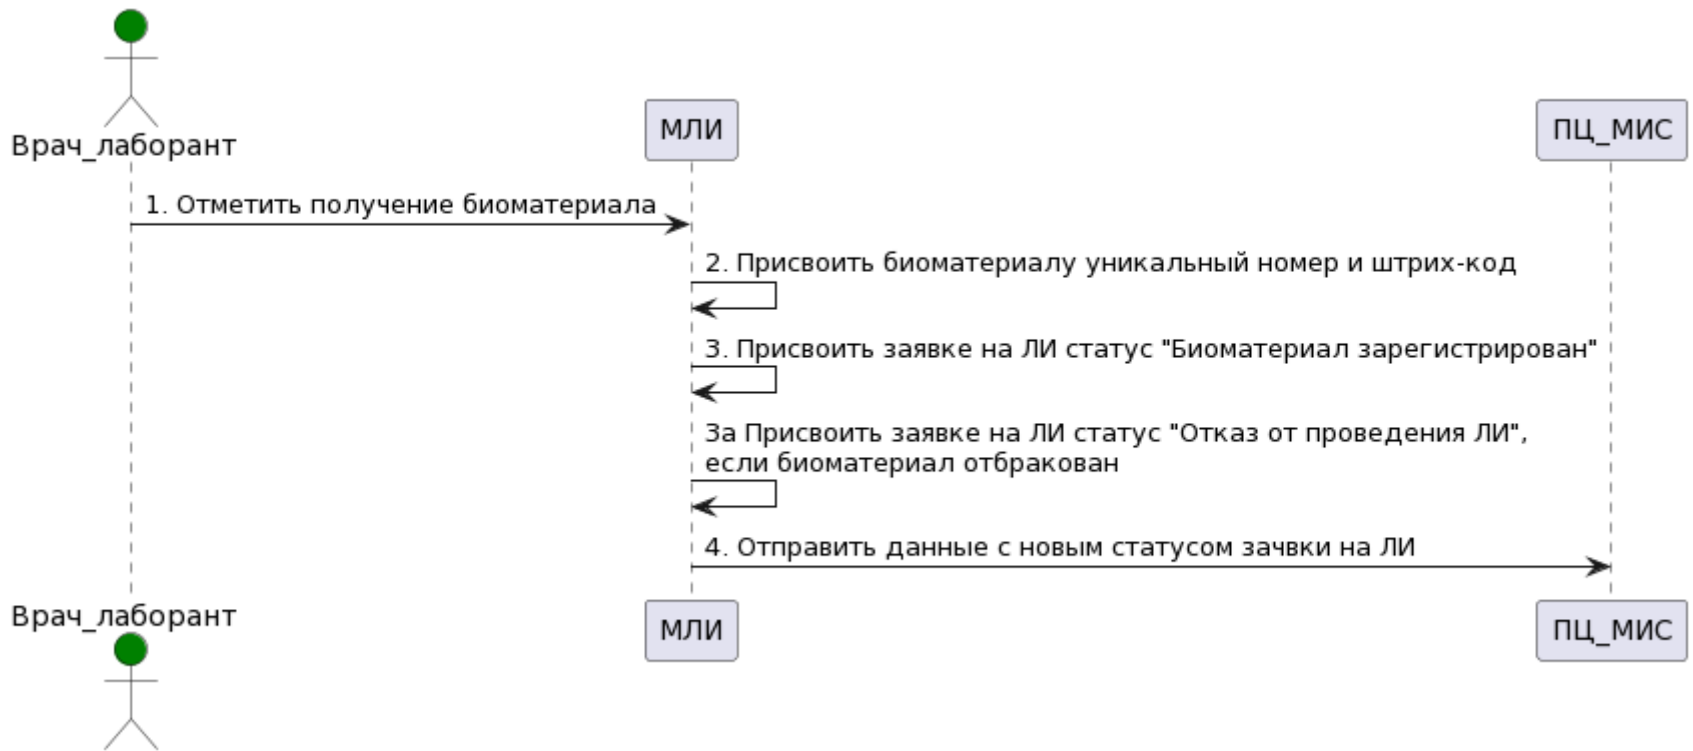 Врач_лаборант
МЛИ
ПЦ_МИС
1. Отметить получение биоматериала
2. Присвоить биоматериалу уникальный номер и штрих-код
3. Присвоить заявке на ЛИ статус "Биоматериал зарегистрирован"
3а Присвоить заявке на ЛИ статус "Отказ от проведения ЛИ",
если биоматериал отбракован
4. Отправить данные с новым статусом зачвки на ЛИ
Врач_лаборант
МЛИ
ПЦ_МИС